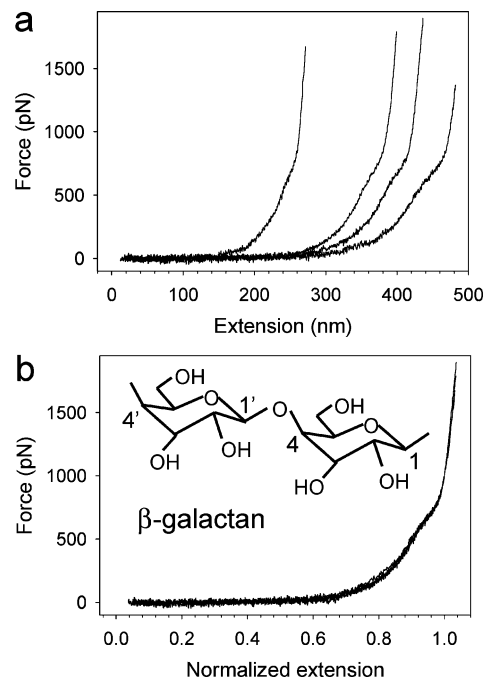 a
1500
1000
500
0
Force (pN)
0 100 200 300 400 500
Extension (nm)
b
1500
1000
500
0
Force (pN)
OH
O
1'
4'
OH
OH
O
OH
O
4
1
HO
OH
β-galactan
0.0 0.2 0.4 0.6 0.8 1.0
Normalized extension